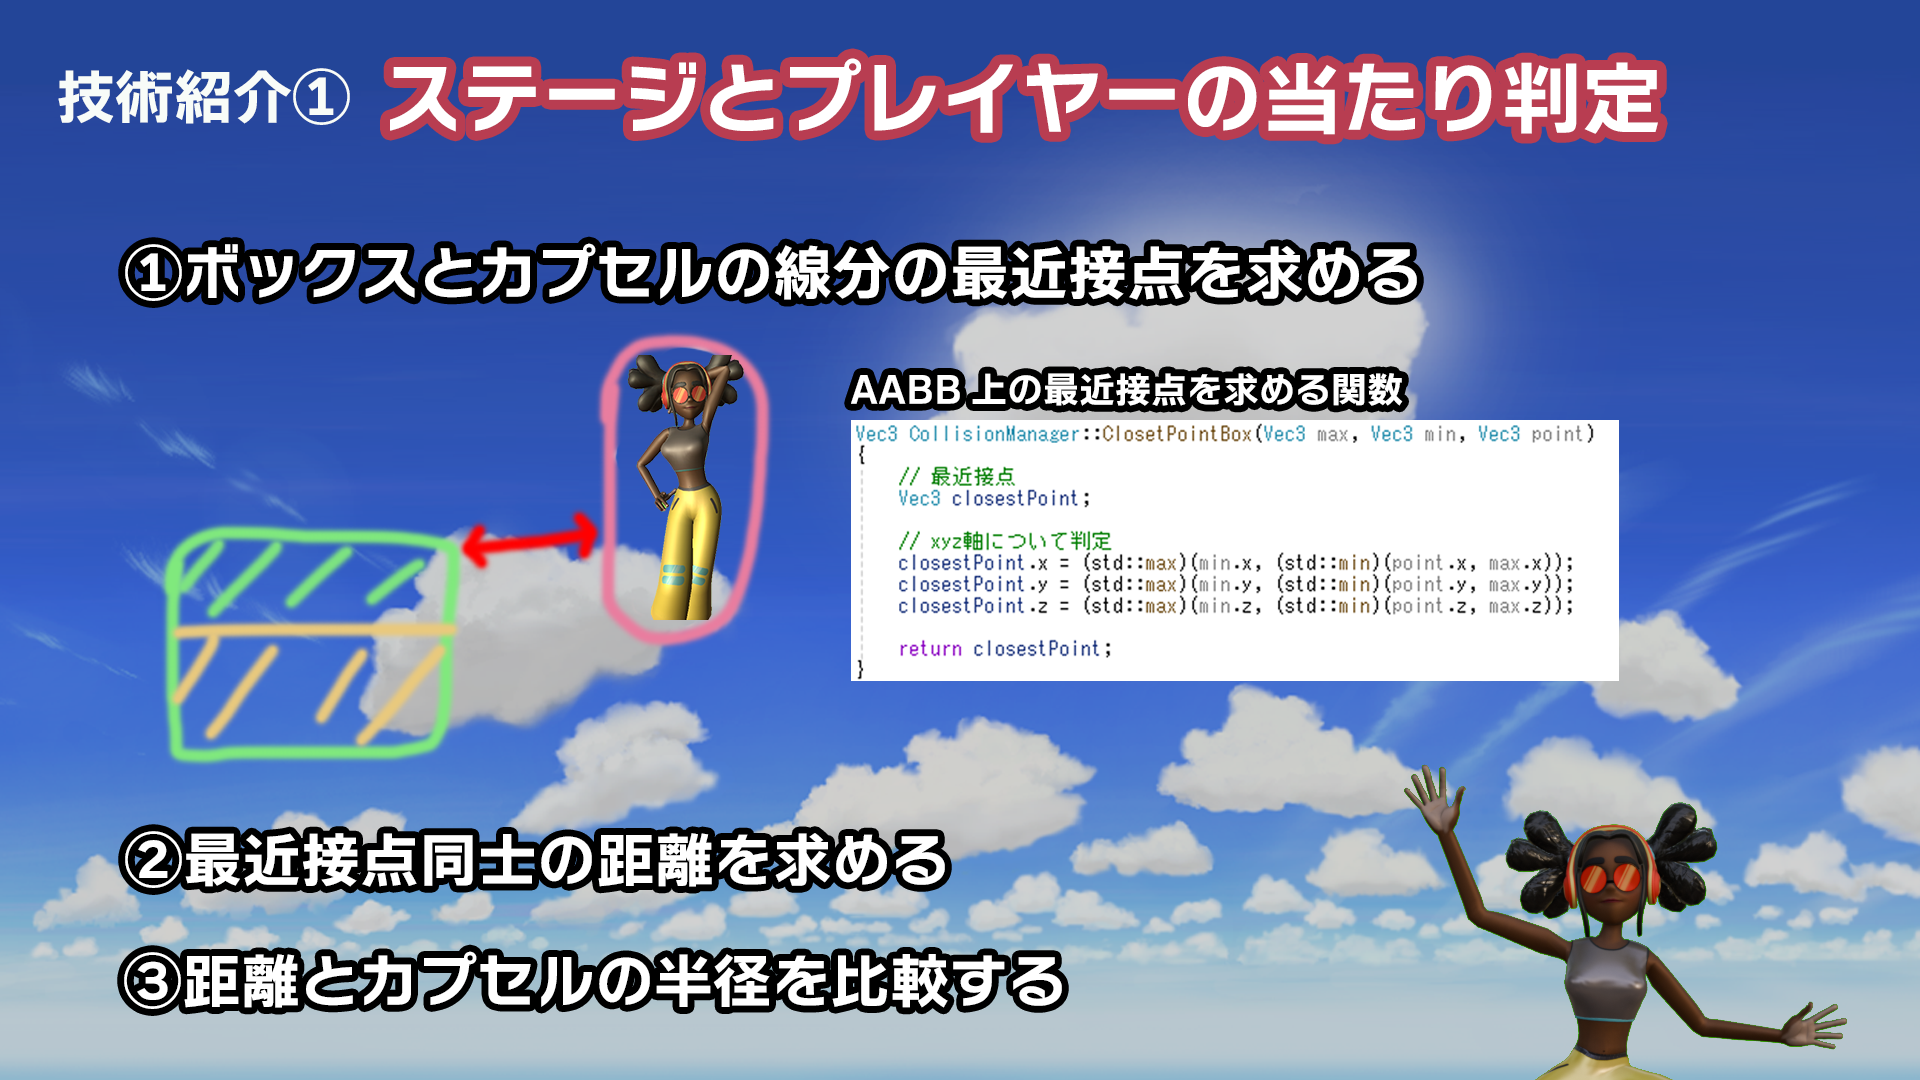 技術紹介① ステージとプレイヤーの当たり判定
①ボックスとカプセルの線分の最近接点を求める
AABB 上の最近接点を求める関数
Vec3 CollisionManager::ClosetPointBox(Vec3 max, Vec3 min, Vec3 point)
{
// 最近接点
Vec3 closestPoint;
// xyz軸について判定
closestPoint.x = (std::max)(min.x, (std::min)(point.x, max.x));
closestPoint.y = (std::max)(min.y, (std::min)(point.y, max.y));
closestPoint.z = (std::max)(min.z, (std::min)(point.z, max.z));
return closestPoint;
}
②最近接点同士の距離を求める
③距離とカプセルの半径を比較する